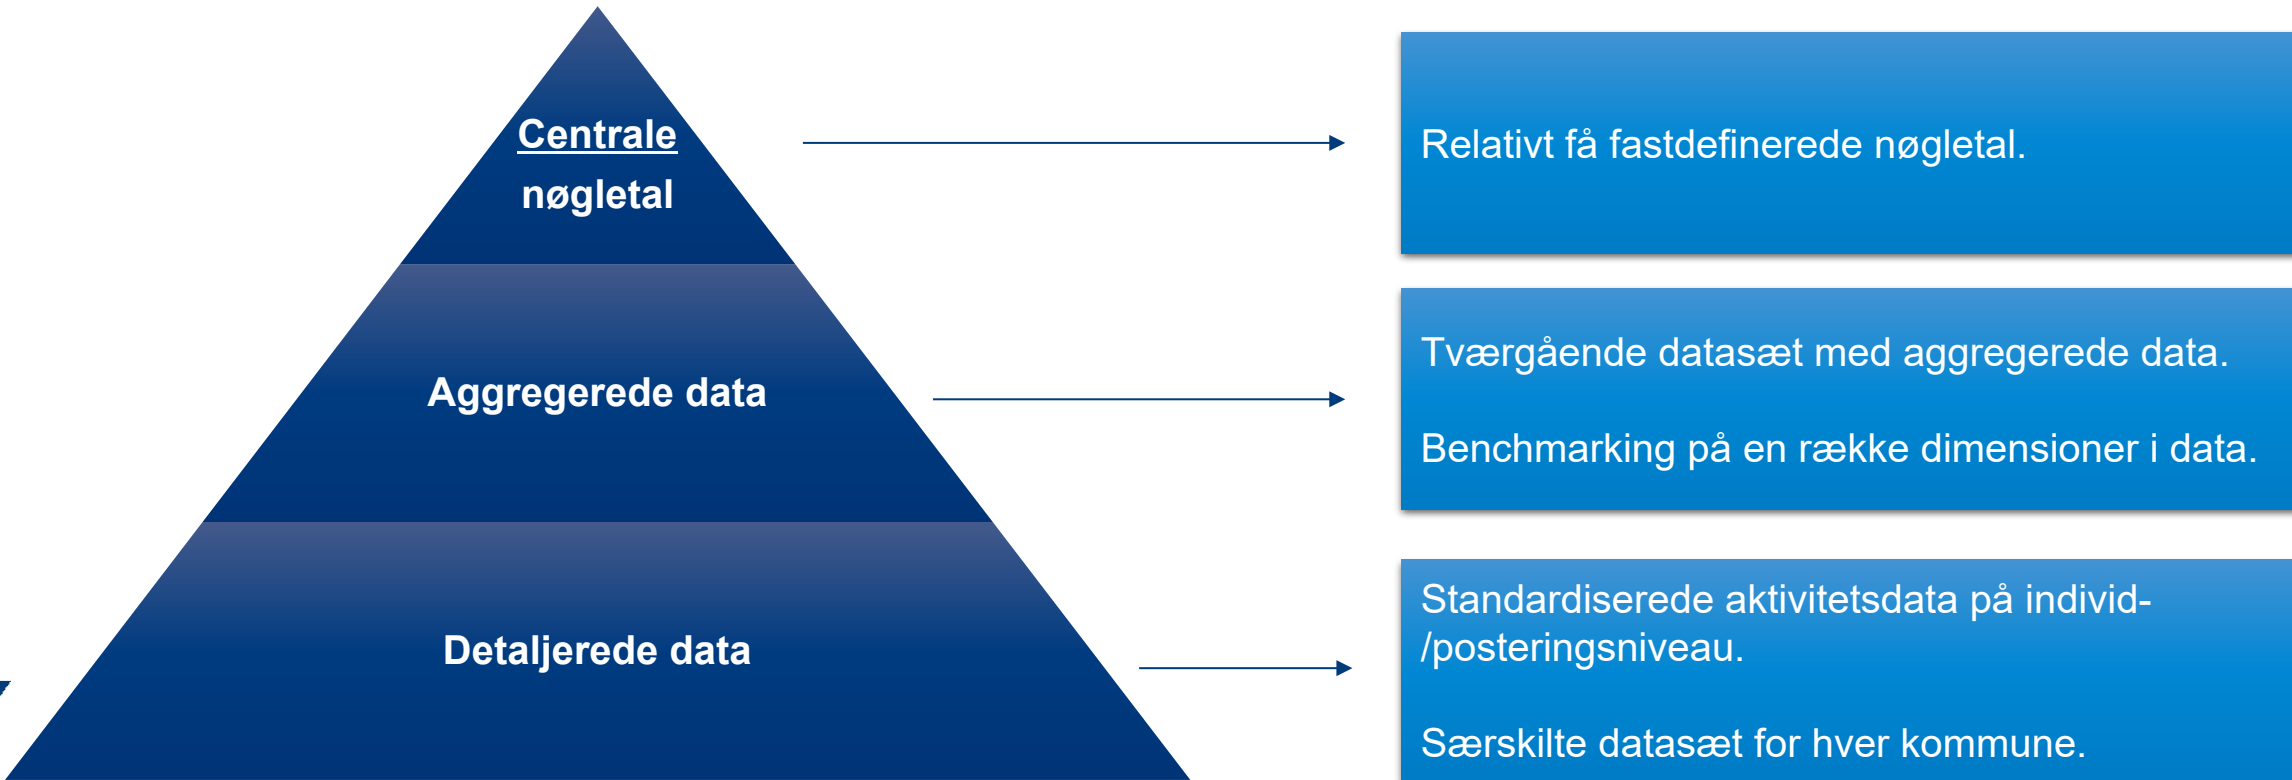 Centrale
nøgletal
Relativt få fastdefinerede nøgletal.
Aggregerede data
Tværgående datasæt med aggregerede data.
Benchmarking på en række dimensioner i data.
Detaljerede data
Standardiserede aktivitetsdata på individ-
/posteringsniveau.
Særskilte datasæt for hver kommune.